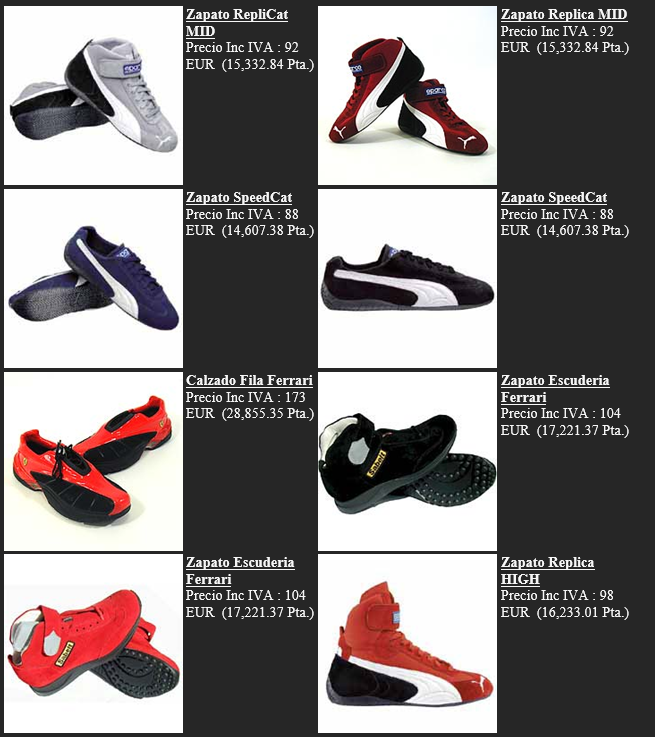 Zapato RepliCat
MID
Precio Inc IVA : 92
EUR (15,332.84 Pta.)
Zapato Replica MID
Precio Inc IVA : 92
EUR (15,332.84 Pta.)
sparco
sparco
Zapato SpeedCat
Precio Inc IVA : 88
EUR (14,607.38 Pta.)
Zapato SpeedCat
Precio Inc IVA : 88
EUR (14,607.38 Pta.)
Calzado Fila Ferrari
Precio Inc IVA : 173
EUR (28,855.35 Pta.)
Zapato Escuderia
Ferrari
Precio Inc IVA : 104
EUR (17,221.37 Pta.)
Sabelt
Zapato Escuderia
Ferrari
Precio Inc IVA : 104
EUR (17,221.37 Pta.)
Sabelt
Zapato Replica
HIGH
Precio Inc IVA : 98
EUR (16,233.01 Pta.)